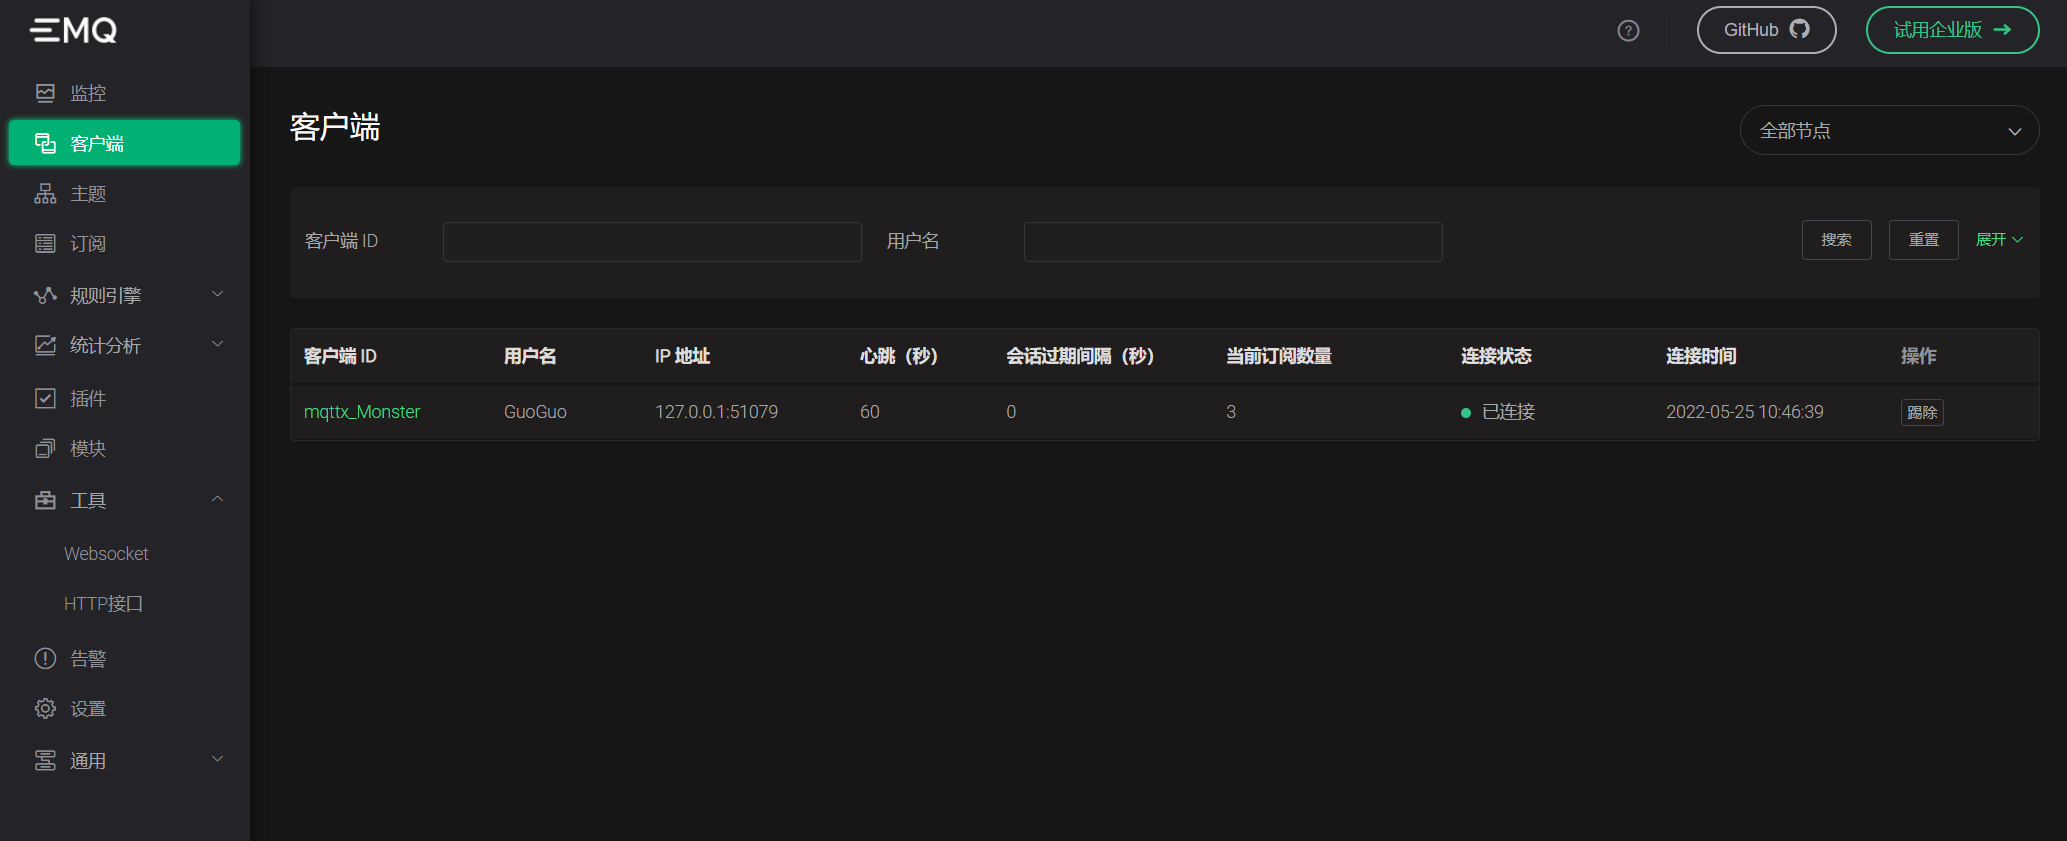 EMQ
GitHub
试用企业版
监控
客户端
主题
订阅
规则引擎
统计分析
插件
模块
工具
Websocket
HTTP接口
告警
设置
通用
客户端
全部节点
客户端 ID
用户名
搜索
重置
展开
客户端 ID 用户名 IP 地址 心跳（秒） 会话过期间隔（秒） 当前订阅数量 连接状态 连接时间 操作
mqttx_Monster GuoGuo 127.0.0.1:51079 60 0 3 已连接 2022-05-25 10:46:39 踢除